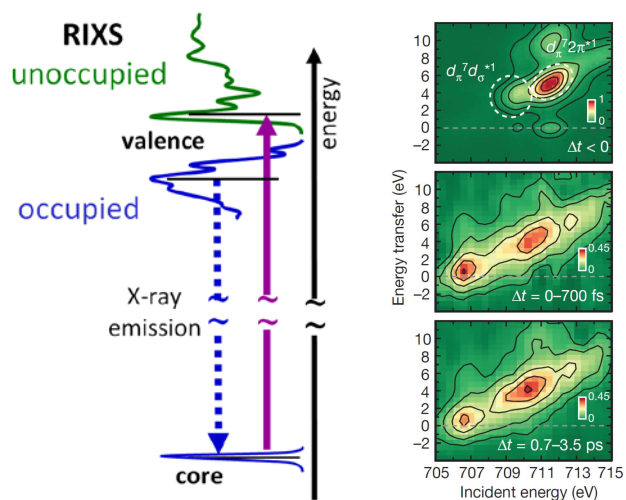 RIXS
unoccupied
valence
occupied
X-ray
emission
core
energy
~ ~ ~
~ ~ ~
Energy transfer (eV)
10
8
6
4
2
0
−2
dπ⁷dσ*¹
dπ⁷2π*¹
1
0
Δt < 0
10
8
6
4
2
0
−2
0.45
0
Δt = 0–700 fs
10
8
6
4
2
0
−2
0.45
0
Δt = 0.7–3.5 ps
705 707 709 711 713 715
Incident energy (eV)